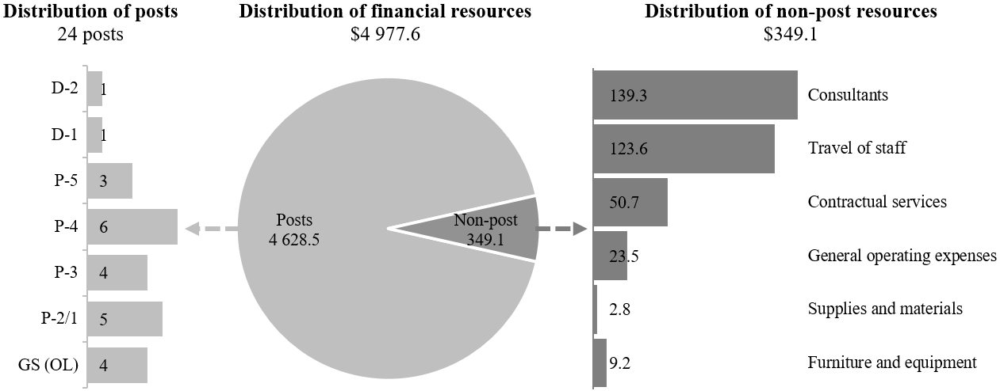 Distribution of posts
24 posts
D-2 1
D-1 1
P-5 3
P-4 6
P-3 4
P-2/1 5
GS (OL) 4
Distribution of financial resources
$4 977.6
Posts
4 628.5
Non-post
349.1
Distribution of non-post resources
$349.1
139.3 Consultants
123.6 Travel of staff
50.7 Contractual services
23.5 General operating expenses
2.8 Supplies and materials
9.2 Furniture and equipment